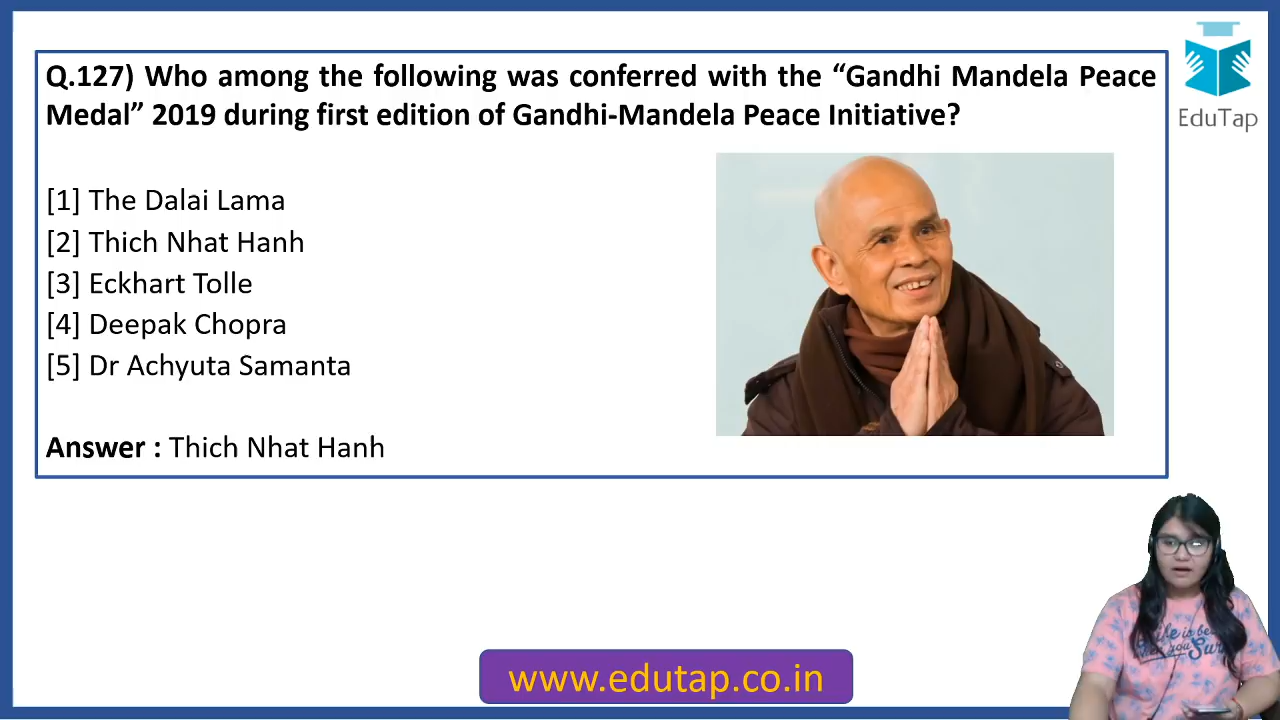 Q.127) Who among the following was conferred with the “Gandhi Mandela Peace
Medal” 2019 during first edition of Gandhi-Mandela Peace Initiative?
EduTap
[1] The Dalai Lama
[2] Thich Nhat Hanh
[3] Eckhart Tolle
[4] Deepak Chopra
[5] Dr Achyuta Samanta
Answer : Thich Nhat Hanh
www.edutap.co.in